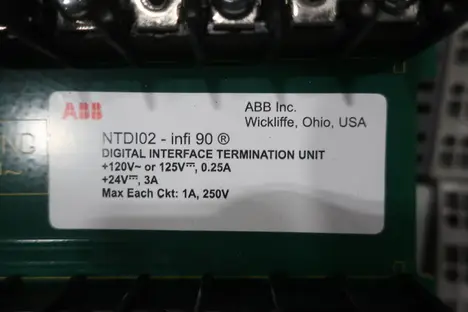 ABB
ABB Inc.
Wickliffe, Ohio, USA
NTDI02 - infi 90 ®
DIGITAL INTERFACE TERMINATION UNIT
+120V~ or 125V⎓, 0.25A
+24V⎓, 3A
Max Each Ckt: 1A, 250V